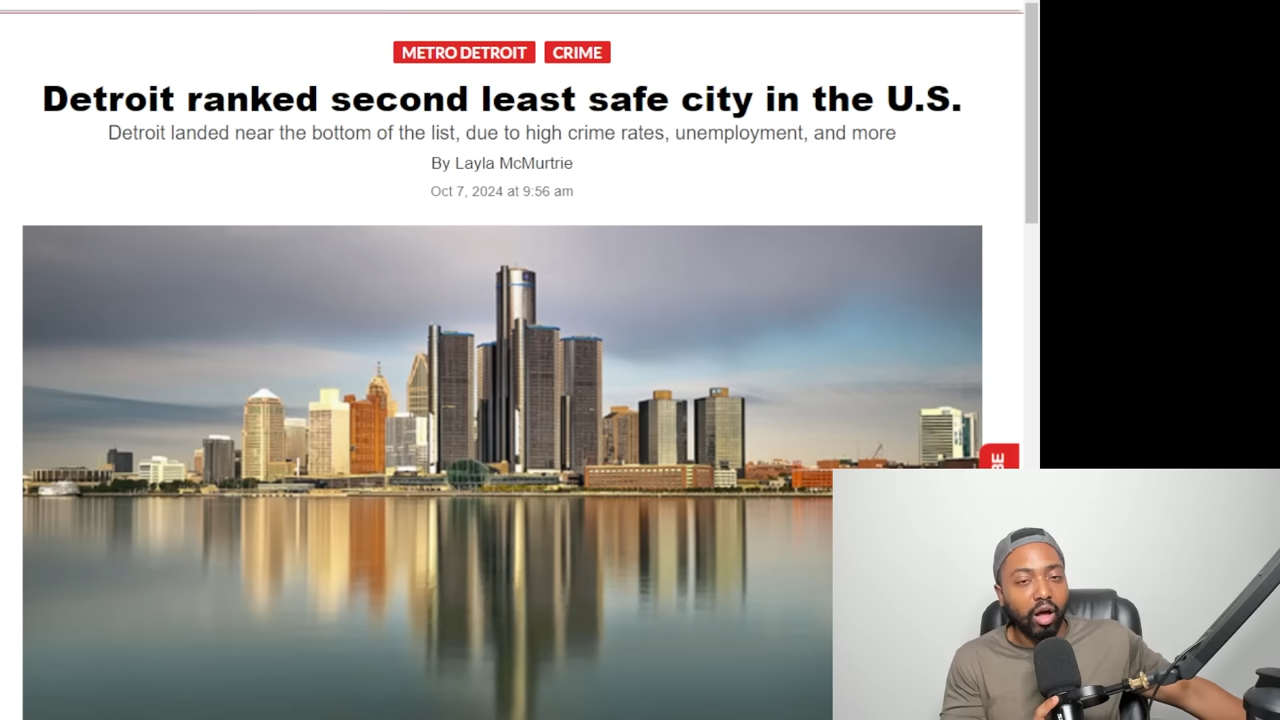 METRO DETROIT CRIME
Detroit ranked second least safe city in the U.S.
Detroit landed near the bottom of the list, due to high crime rates, unemployment, and more
By Layla McMurtrie
Oct 7, 2024 at 9:56 am